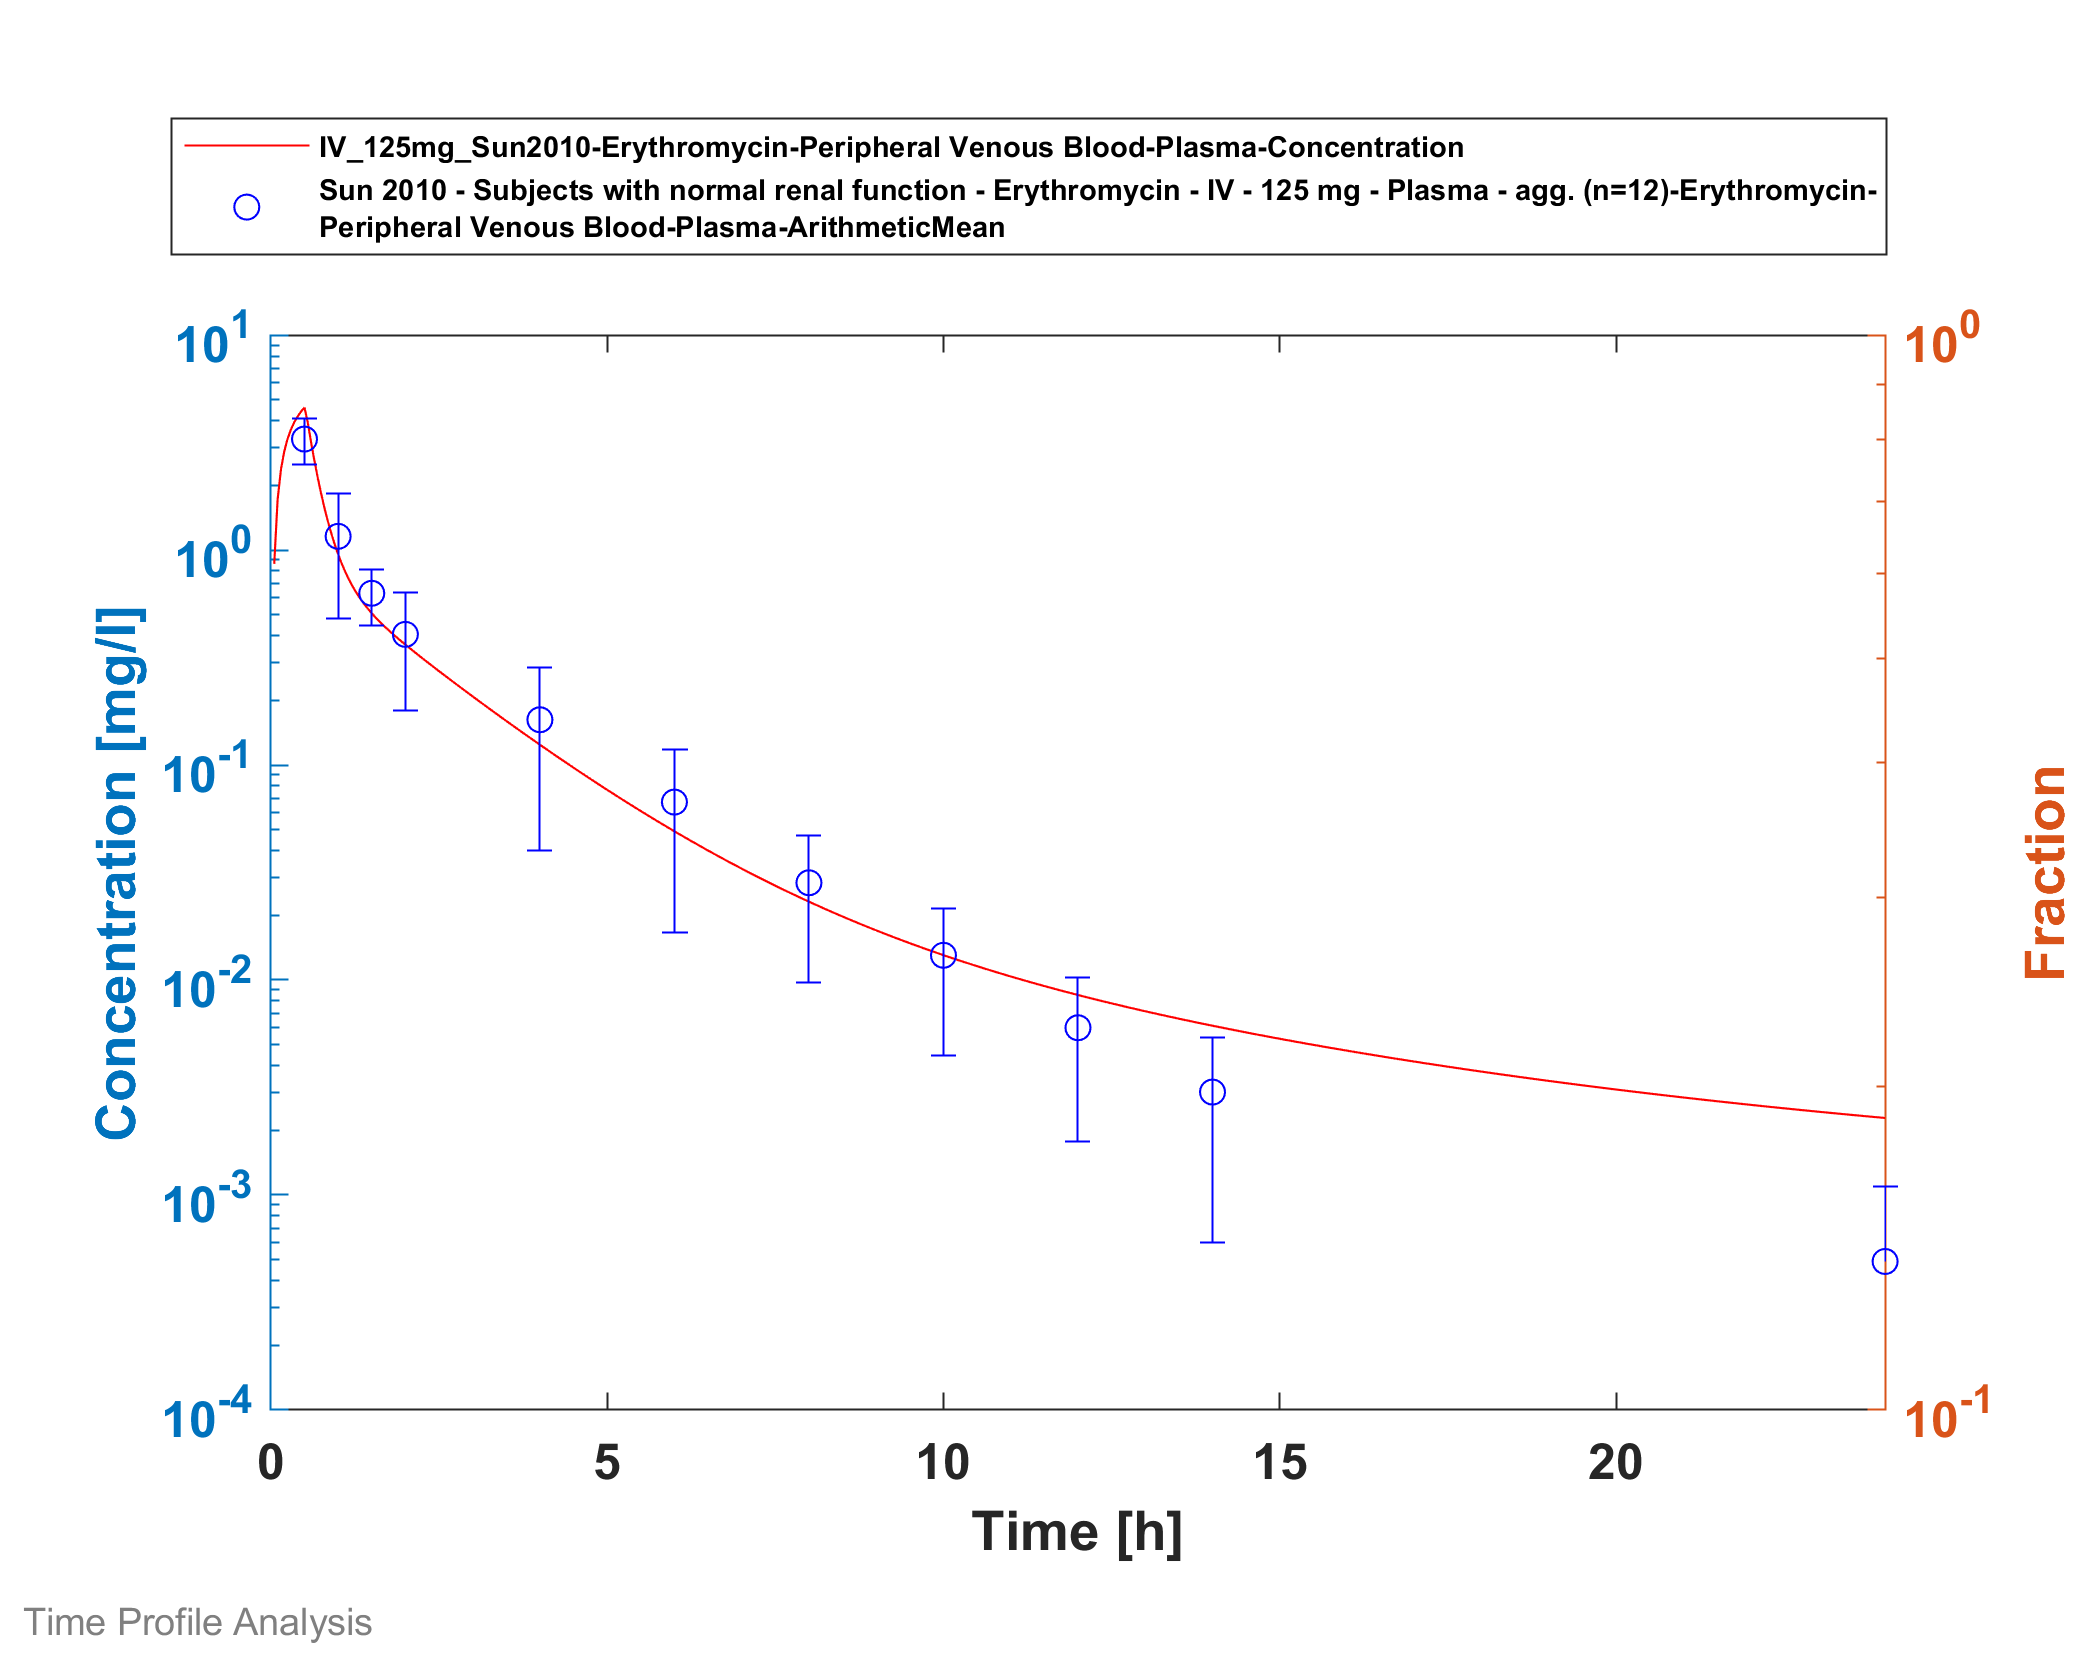 IV_125mg_Sun2010-Erythromycin-Peripheral Venous Blood-Plasma-Concentration
Sun 2010 - Subjects with normal renal function - Erythromycin - IV - 125 mg - Plasma - agg. (n=12)-Erythromycin-
Peripheral Venous Blood-Plasma-ArithmeticMean
10^1
10^0
10^-1
10^-2
10^-3
10^-4
Concentration [mg/l]
10^0
10^-1
Fraction
0 5 10 15 20
Time [h]
Time Profile Analysis